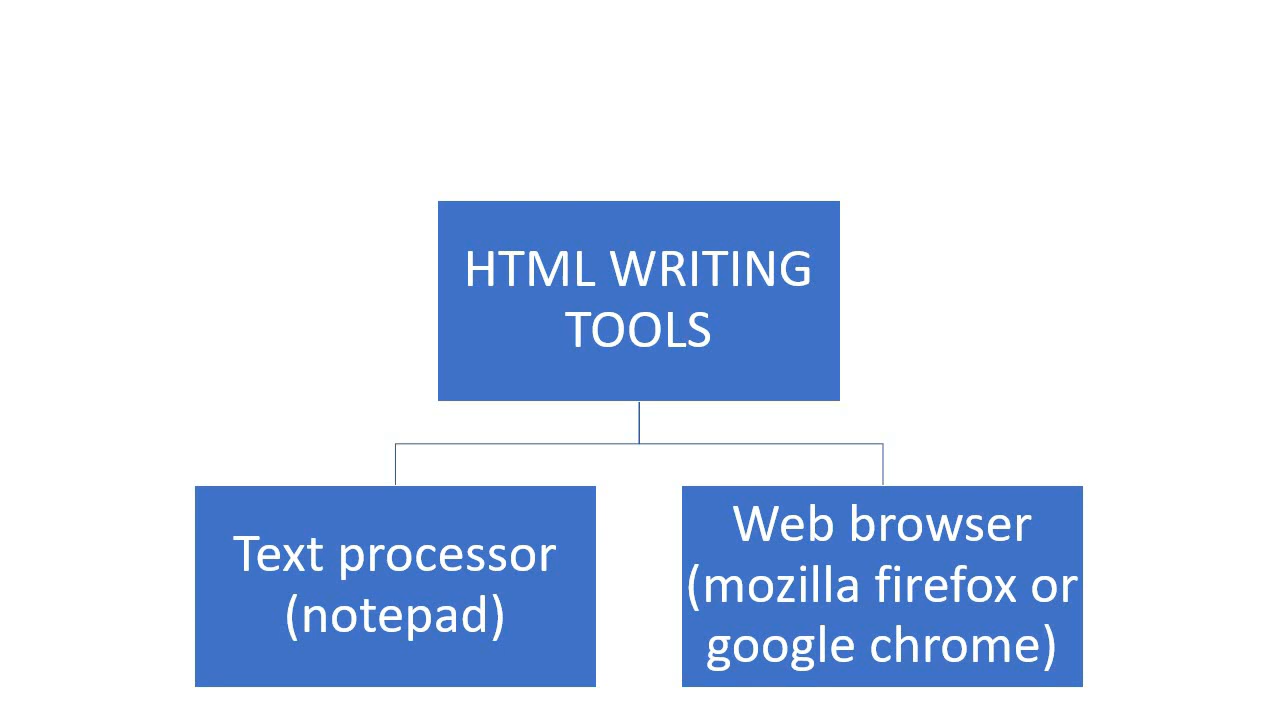 HTML WRITING
TOOLS
Text processor
(notepad)
Web browser
(mozilla firefox or
google chrome)